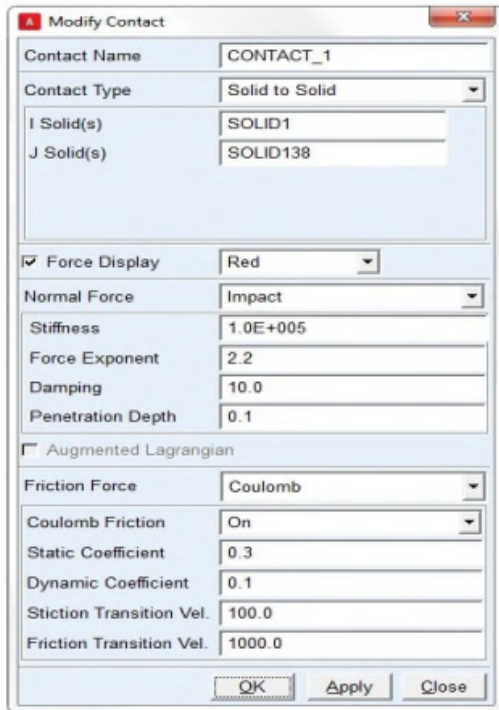 Modify Contact
Contact Name CONTACT_1
Contact Type Solid to Solid
I Solid(s) SOLID1
J Solid(s) SOLID138
Force Display Red
Normal Force Impact
Stiffness 1.0E+005
Force Exponent 2.2
Damping 10.0
Penetration Depth 0.1
Augmented Lagrangian
Friction Force Coulomb
Coulomb Friction On
Static Coefficient 0.3
Dynamic Coefficient 0.1
Stiction Transition Vel. 100.0
Friction Transition Vel. 1000.0
OK Apply Close